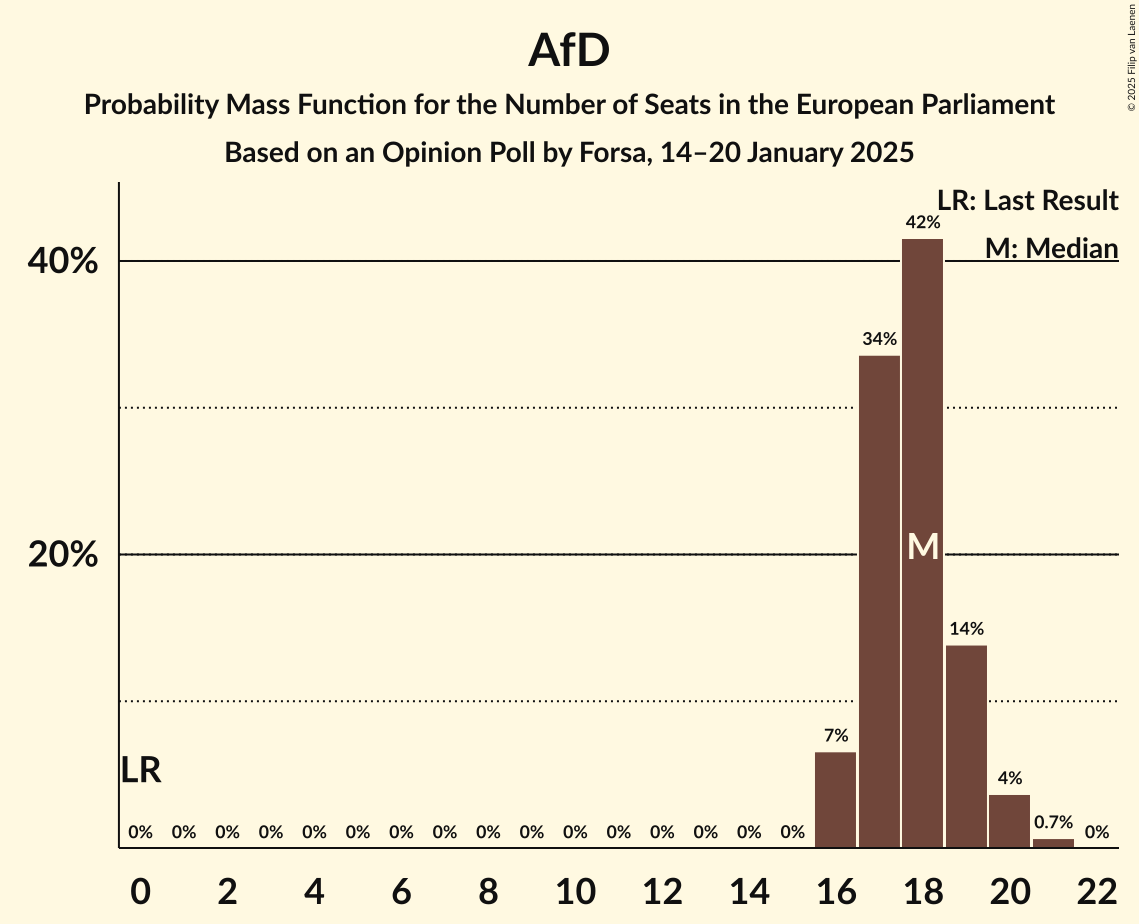 AfD
Probability Mass Function for the Number of Seats in the European Parliament
Based on an Opinion Poll by Forsa, 14–20 January 2025
© 2025 Filip van Laenen
LR: Last Result
M: Median
40%
20%
42%
34%
M
14%
7%
4%
0.7%
LR
0% 0% 0% 0% 0% 0% 0% 0% 0% 0% 0% 0% 0% 0% 0% 0% 0%
0 2 4 6 8 10 12 14 16 18 20 22